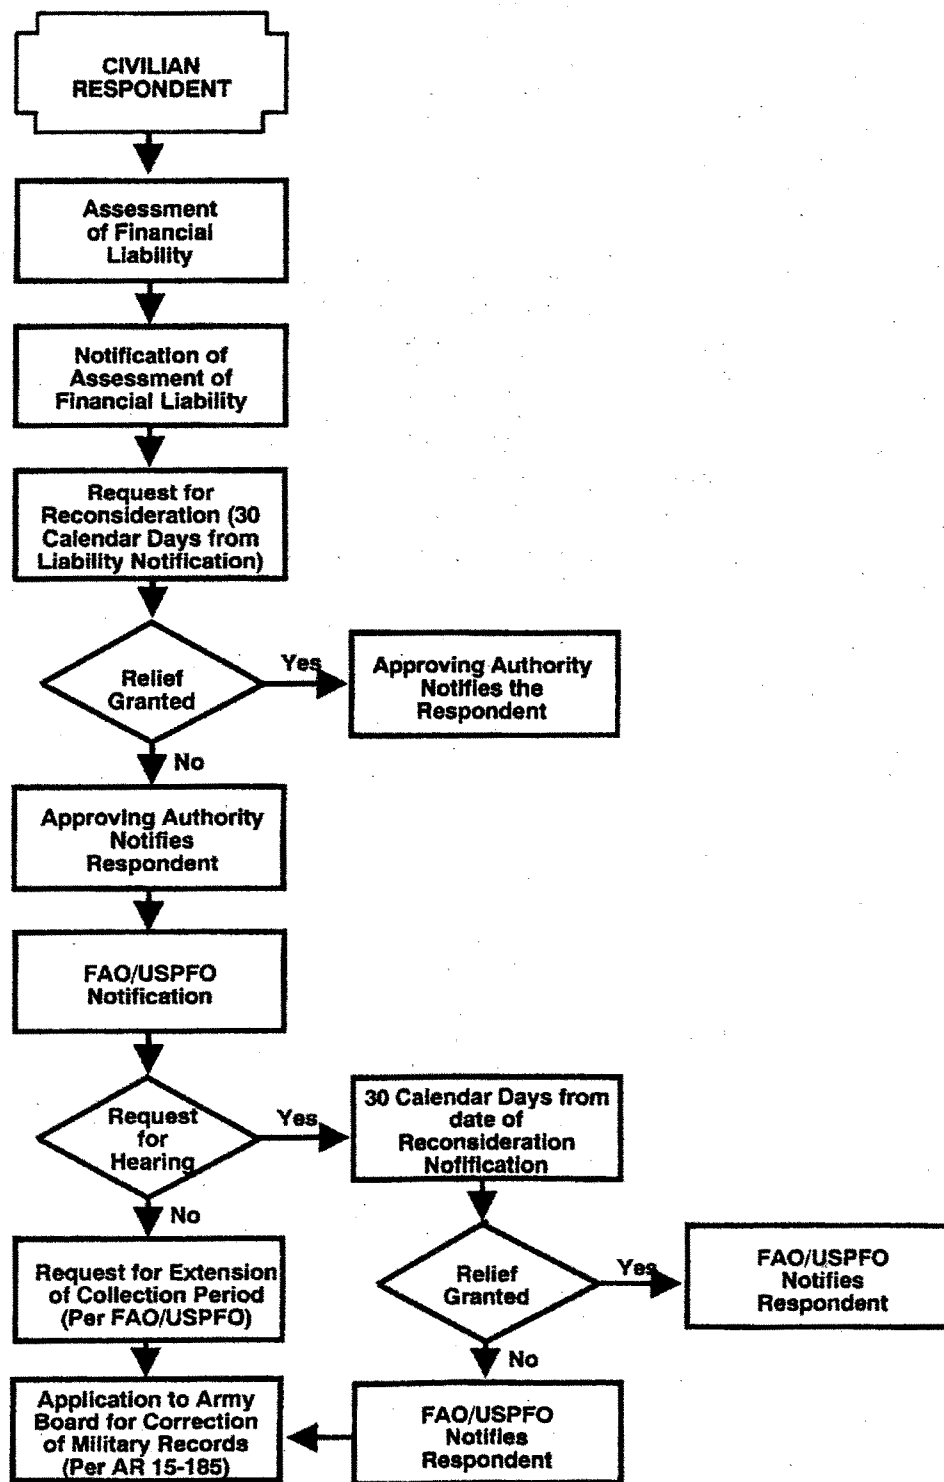 CIVILIAN
RESPONDENT
Assessment
of Financial
Liability
Notification of
Assessment of
Financial Liability
Request for
Reconsideration (30
Calendar Days from
Liability Notification)
Relief
Granted
Yes
Approving Authority
Notifies the
Respondent
No
Approving Authority
Notifies
Respondent
FAO/USPFO
Notification
Request
for
Hearing
Yes
30 Calendar Days from
date of
Reconsideration
Notlification
No
Request for Extension
of Collection Period
(Per FAO/USPFO)
Relief
Granted
Yes
FAO/USPFO
Notifies
Respondent
No
Application to Army
Board for Correction
of Military Records
(Per AR 15-185)
FAO/USPFO
Notifies
Respondent